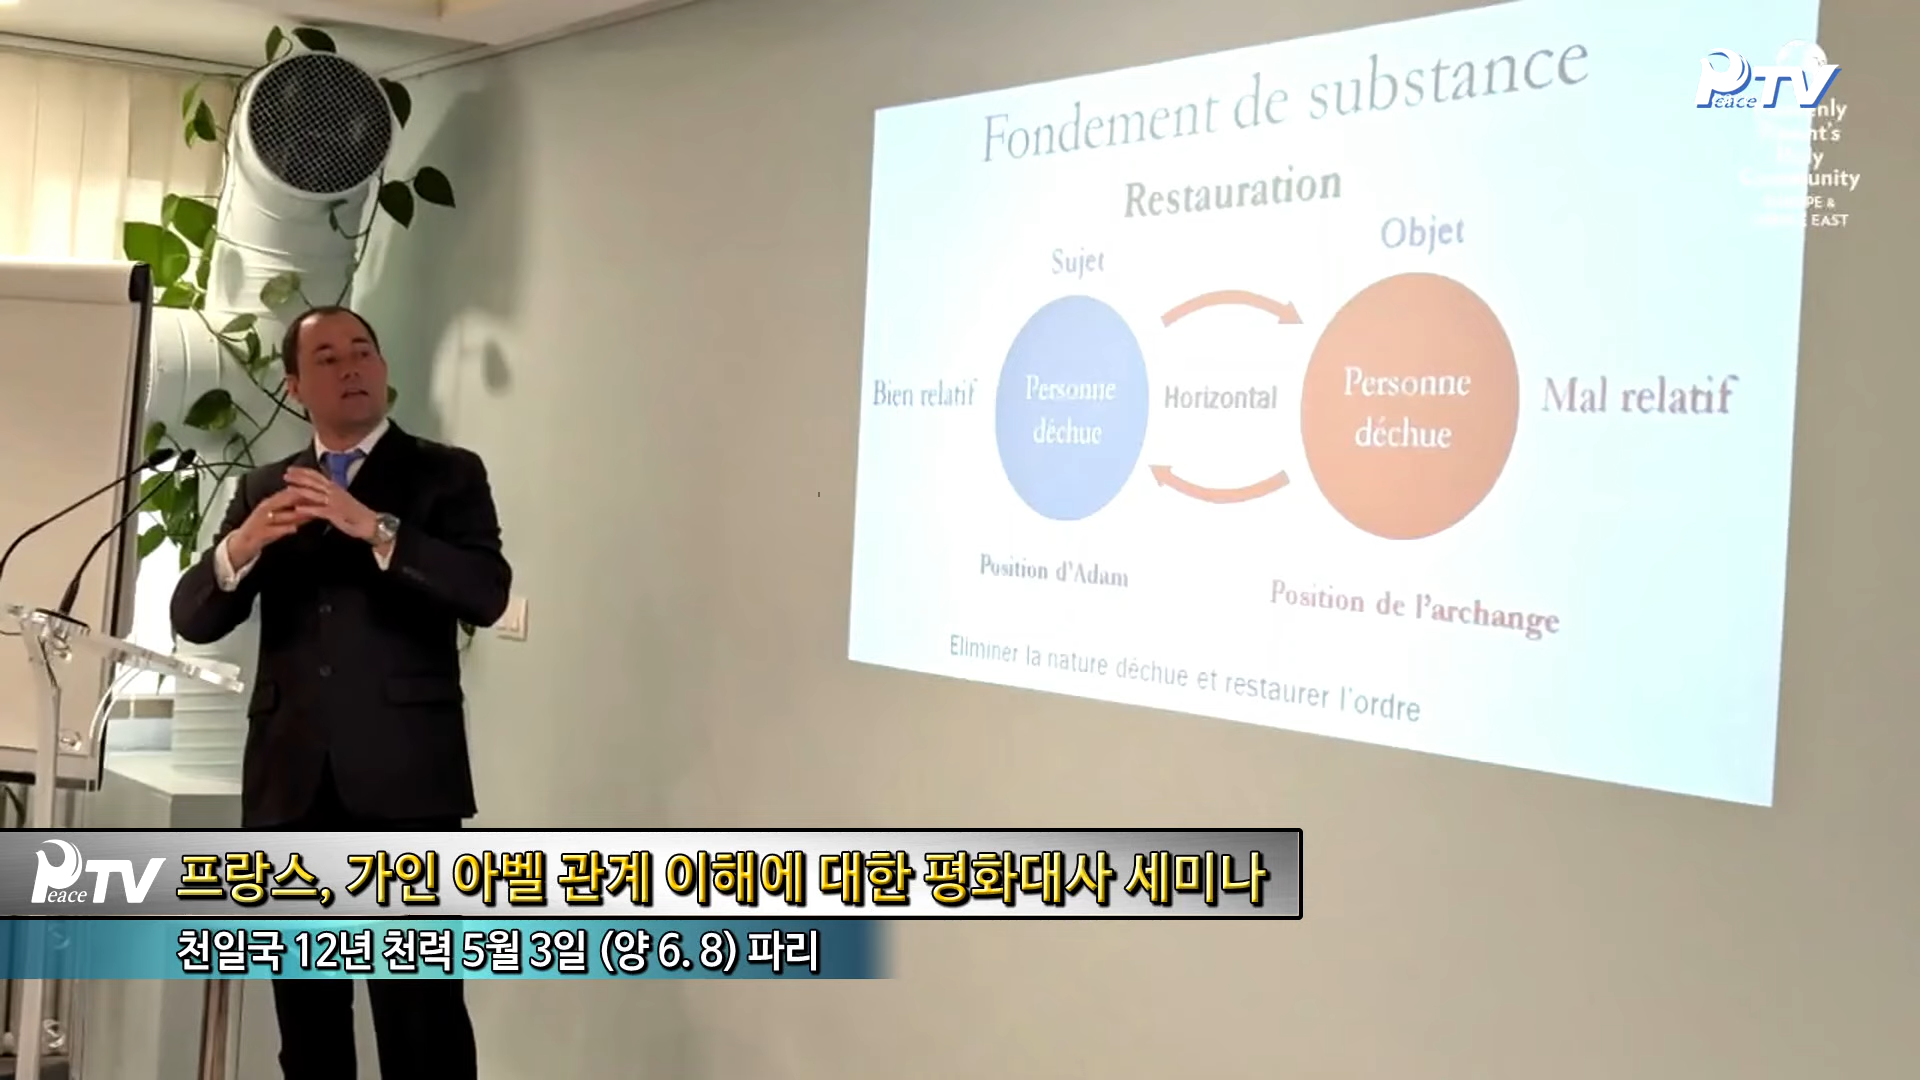 Fondement de substance
Restauration
Sujet
Objet
Bien relatif
Personne
déchue
Horizontal
Personne
déchue
Mal relatif
Position d'Adam
Position de l'archange
Eliminer la nature déchue et restaurer l'ordre
Peace TV
unity
EAST
Peace TV
프랑스, 가인 아벨 관계 이해에 대한 평화대사 세미나
천일국 12년 천력 5월 3일 (양 6. 8) 파리